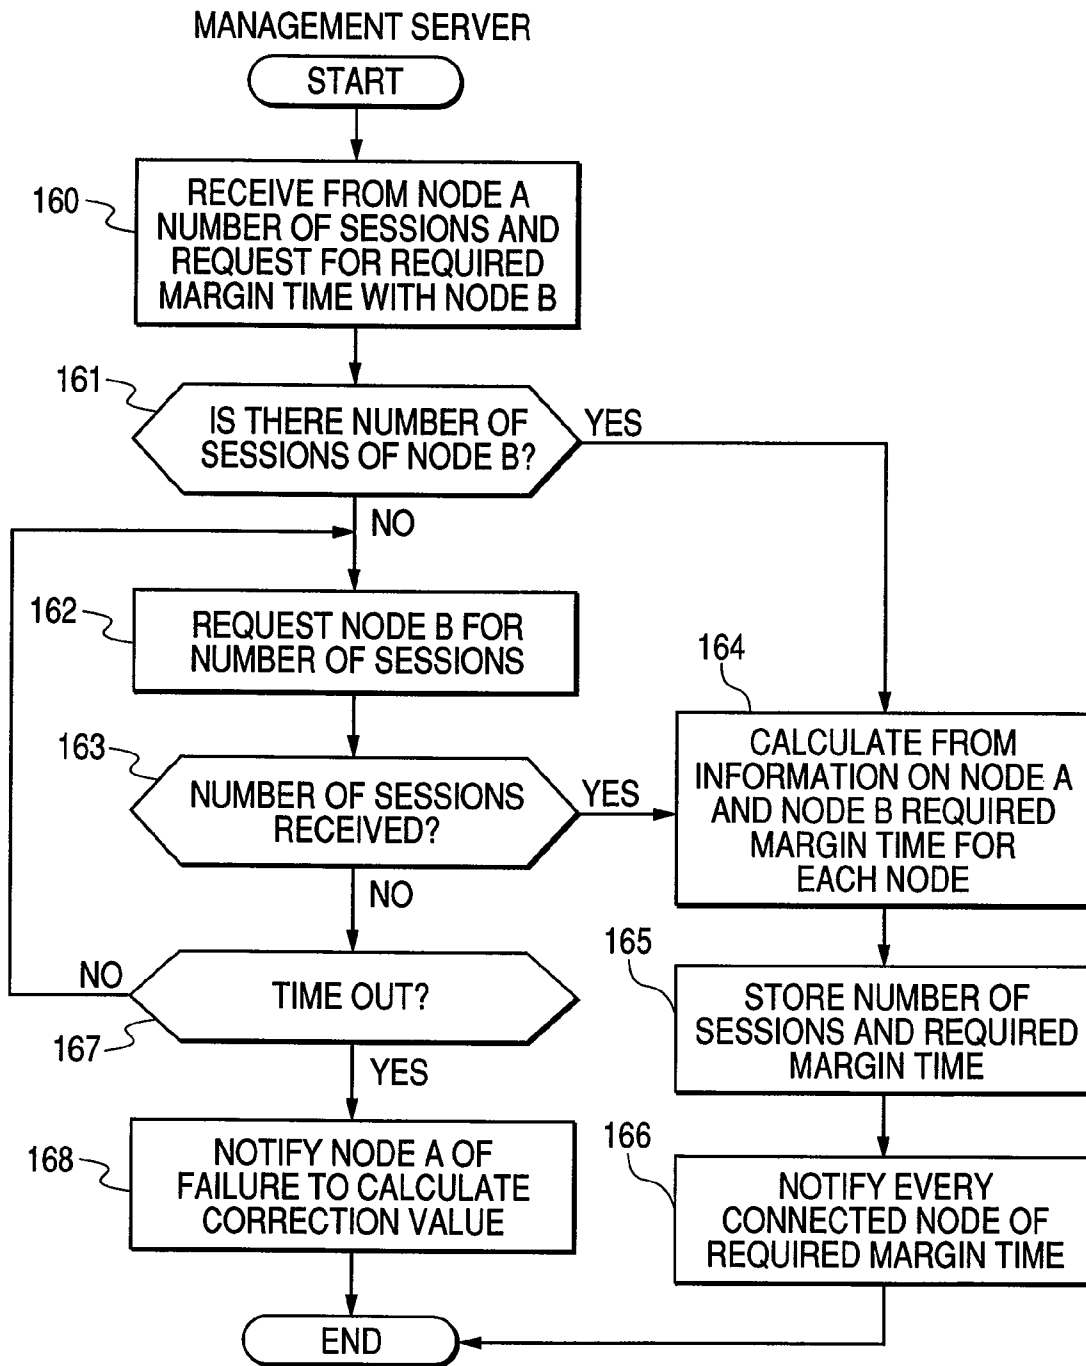 MANAGEMENT SERVER
START
160
RECEIVE FROM NODE A
NUMBER OF SESSIONS AND
REQUEST FOR REQUIRED
MARGIN TIME WITH NODE B
161
IS THERE NUMBER OF
SESSIONS OF NODE B?
YES
NO
162
REQUEST NODE B FOR
NUMBER OF SESSIONS
163
NUMBER OF SESSIONS
RECEIVED?
YES
NO
164
CALCULATE FROM
INFORMATION ON NODE A
AND NODE B REQUIRED
MARGIN TIME FOR
EACH NODE
NO
TIME OUT?
167
YES
165
STORE NUMBER OF
SESSIONS AND REQUIRED
MARGIN TIME
168
NOTIFY NODE A OF
FAILURE TO CALCULATE
CORRECTION VALUE
166
NOTIFY EVERY
CONNECTED NODE OF
REQUIRED MARGIN TIME
END